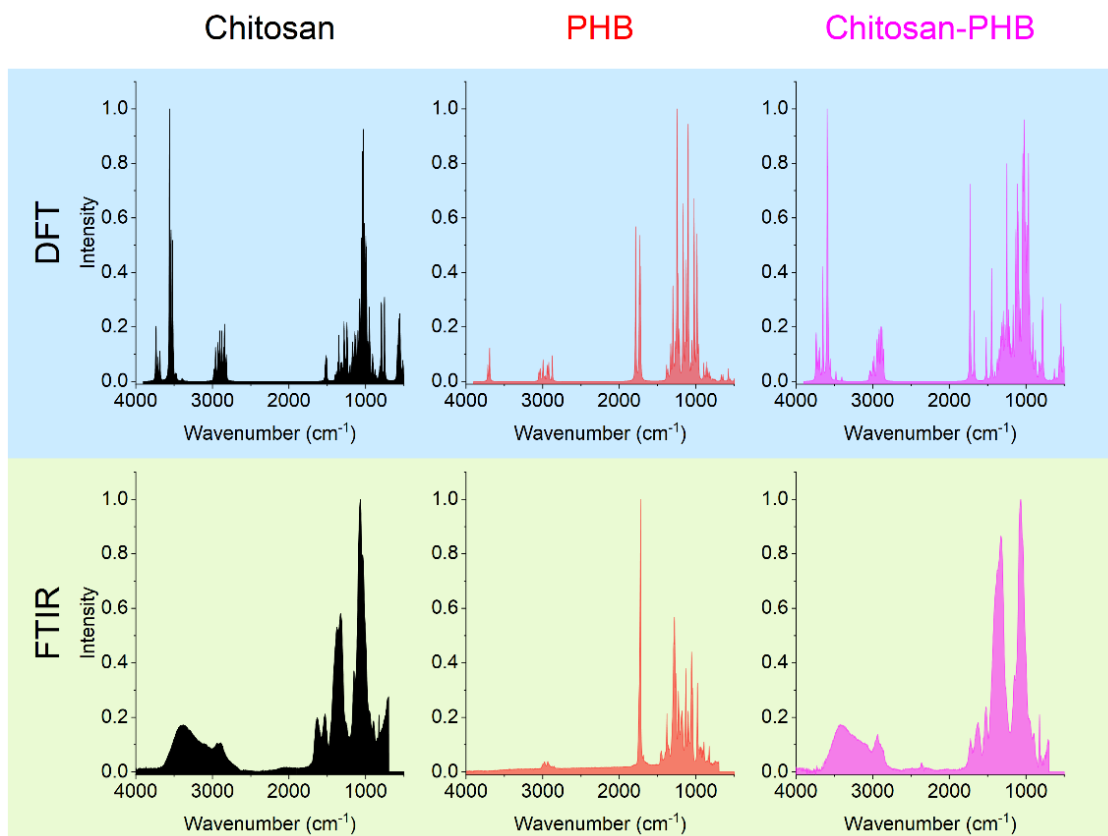 Chitosan PHB Chitosan-PHB
DFT
Intensity
1.0 1.0 1.0
0.8 0.8 0.8
0.6 0.6 0.6
0.4 0.4 0.4
0.2 0.2 0.2
0.0 0.0 0.0
4000 3000 2000 1000 4000 3000 2000 1000 4000 3000 2000 1000
Wavenumber (cm⁻¹) Wavenumber (cm⁻¹) Wavenumber (cm⁻¹)
FTIR
Intensity
1.0 1.0 1.0
0.8 0.8 0.8
0.6 0.6 0.6
0.4 0.4 0.4
0.2 0.2 0.2
0.0 0.0 0.0
4000 3000 2000 1000 4000 3000 2000 1000 4000 3000 2000 1000
Wavenumber (cm⁻¹) Wavenumber (cm⁻¹) Wavenumber (cm⁻¹)